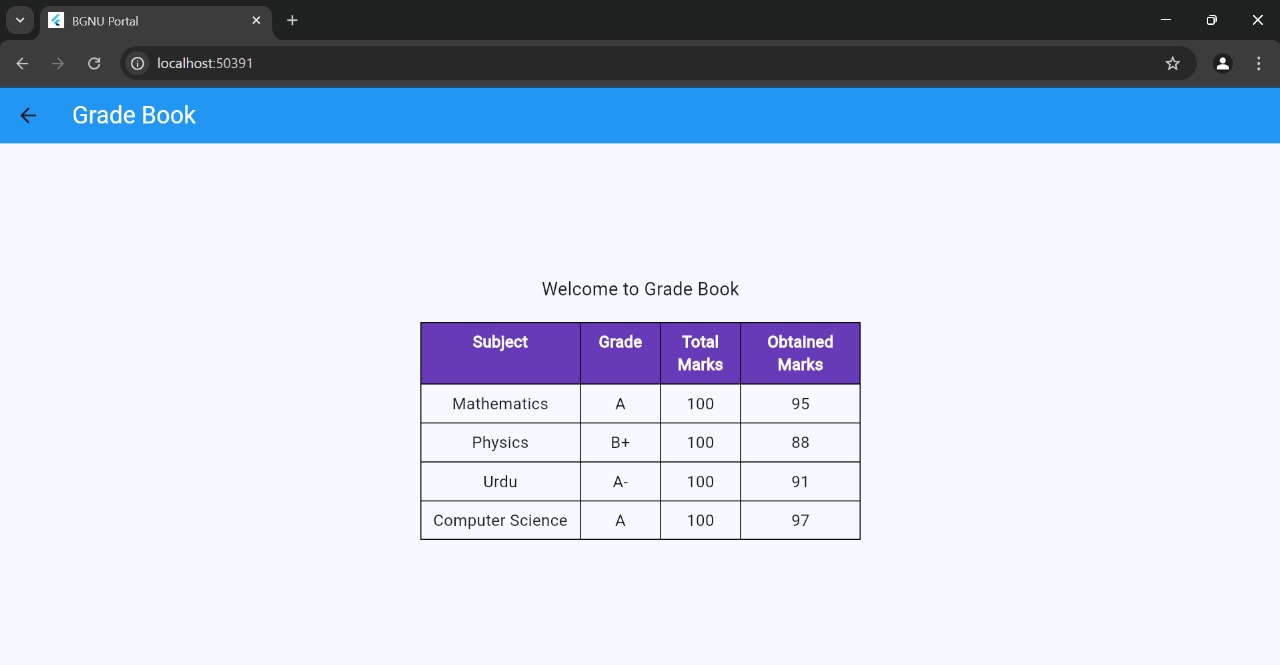 BGNU Portal
localhost:50391
Grade Book
Welcome to Grade Book
Subject Grade Total Marks Obtained Marks
Mathematics A 100 95
Physics B+ 100 88
Urdu A- 100 91
Computer Science A 100 97